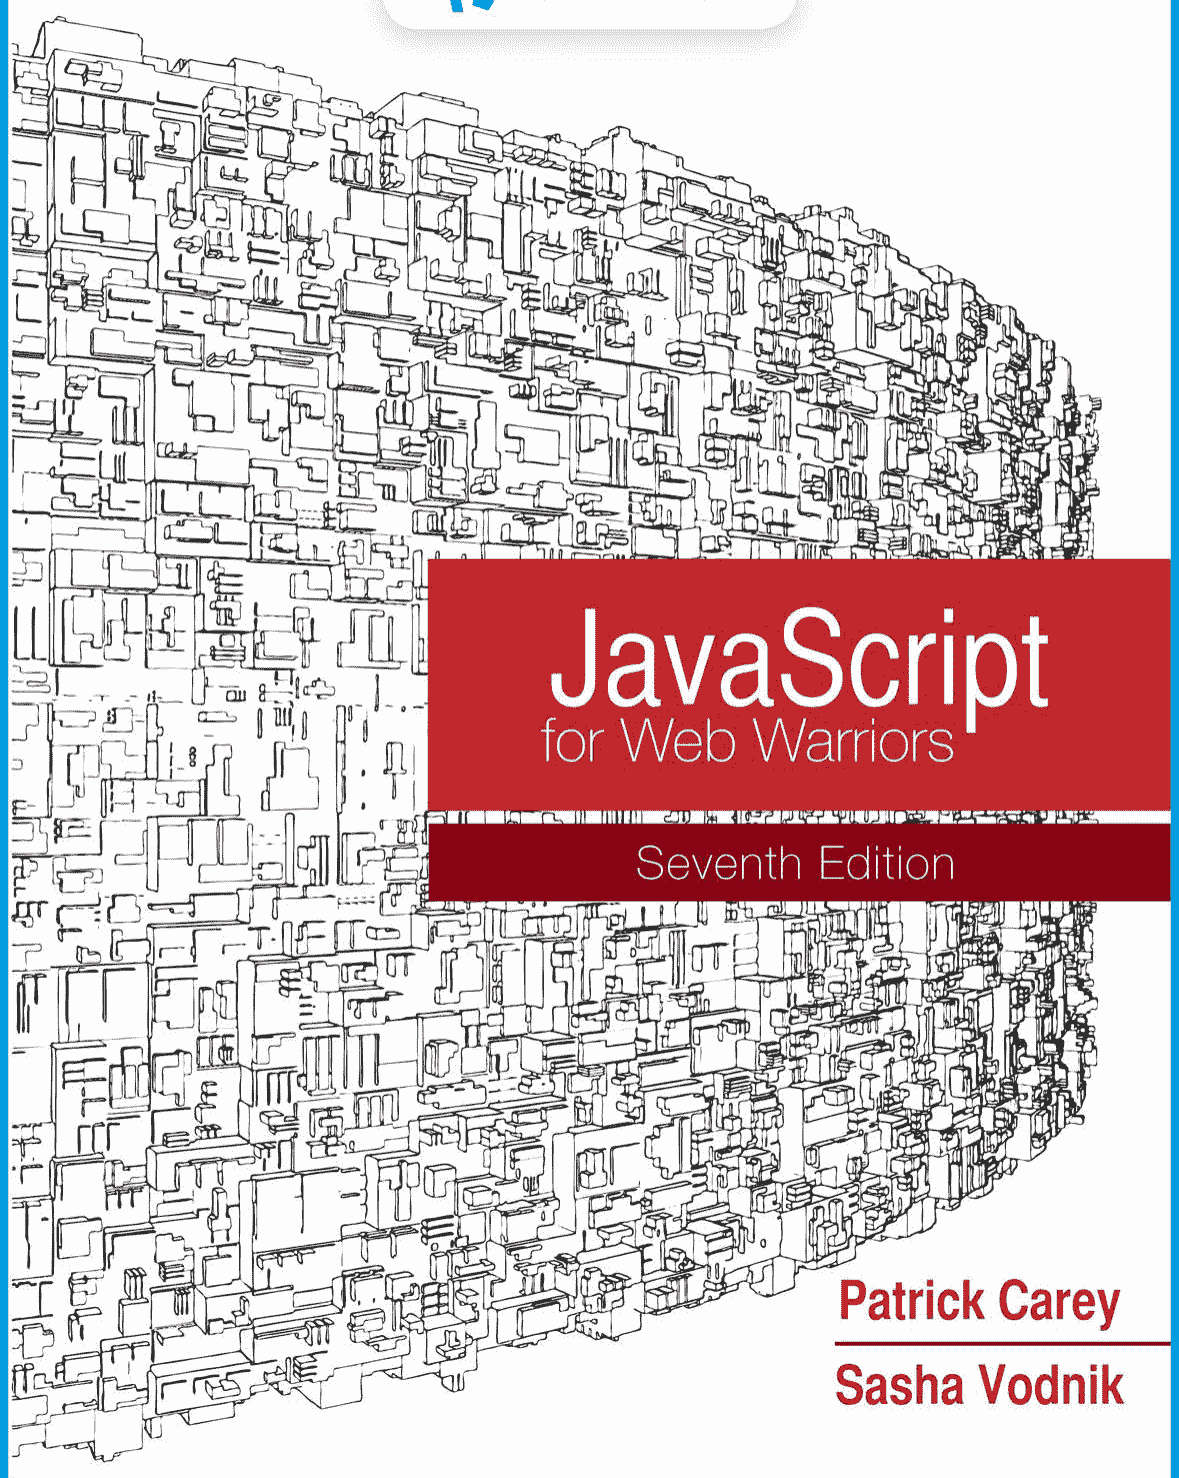 JavaScript
for Web Warriors
Seventh Edition
Patrick Carey
Sasha Vodnik